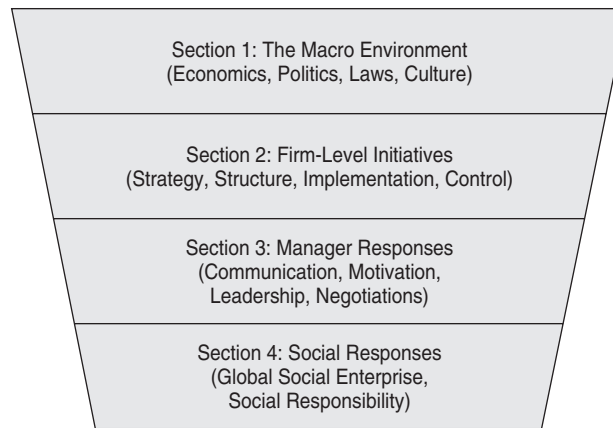 Section 1: The Macro Environment
(Economics, Politics, Laws, Culture)
Section 2: Firm-Level Initiatives
(Strategy, Structure, Implementation, Control)
Section 3: Manager Responses
(Communication, Motivation,
Leadership, Negotiations)
Section 4: Social Responses
(Global Social Enterprise,
Social Responsibility)